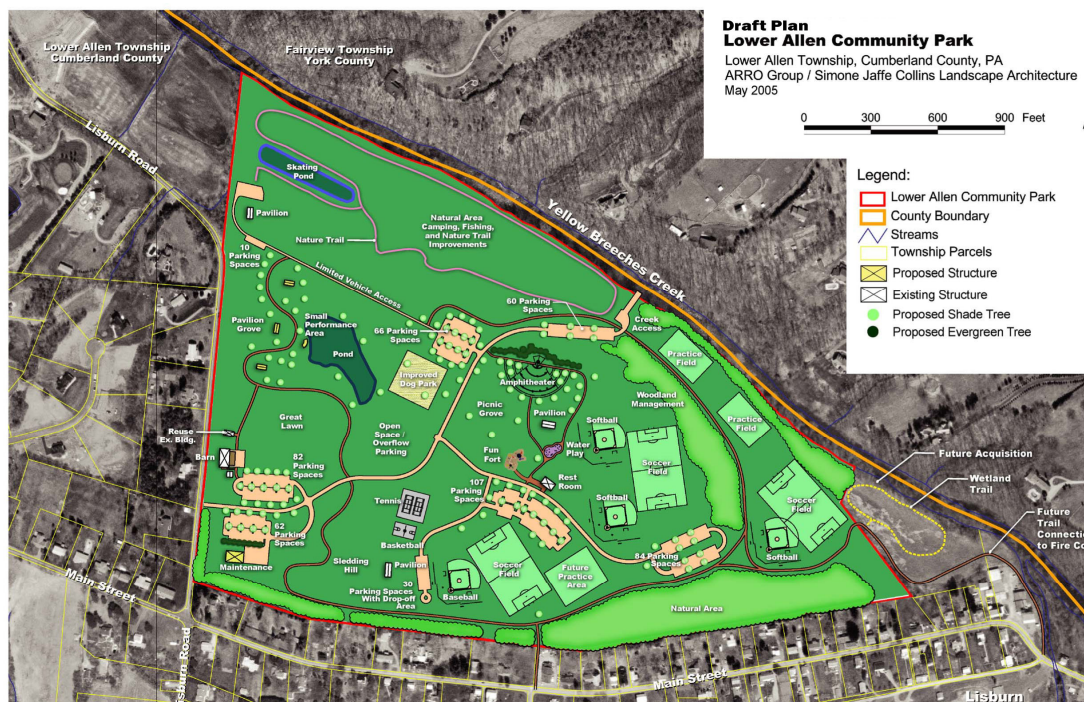 Draft Plan
Lower Allen Community Park
Lower Allen Township, Cumberland County, PA
ARRO Group / Simone Jaffe Collins Landscape Architecture
May 2005
0 300 600 900 Feet
Legend:
Lower Allen Community Park
County Boundary
Streams
Township Parcels
Proposed Structure
Existing Structure
Proposed Shade Tree
Proposed Evergreen Tree
Lower Allen Township
Cumberland County
Fairview Township
York County
Lisburn Road
Yellow Breeches Creek
Skating
Pond
Pavilion
Nature Trail
Natural Area
Camping, Fishing,
and Nature Trail
Improvements
10
Parking
Spaces
Limited Vehicle Access
60 Parking
Spaces
Creek
Access
Pavilion
Grove
Small
Performance
Area
Pond
66 Parking
Spaces
Improved
Dog Park
Amphitheater
Practice
Field
Woodland
Management
Practice
Field
Picnic
Grove
Pavilion
Softball
Great
Lawn
Open
Space /
Overflow
Parking
Reuse
Ex. Bldg.
Barn
82
Parking
Spaces
Fun
Fort
Water
Play
Rest
Room
Soccer
Field
Softball
Soccer
Field
Softball
Future Acquisition
Wetland
Trail
Future
Trail
Connectio
to Fire Co
107
Parking
Spaces
Tennis
Basketball
62
Parking
Spaces
Maintenance
Sledding
Hill
Pavilion
30
Parking Spaces
With Drop-off
Area
Baseball
Soccer
Field
Future
Practice
Area
84 Parking
Spaces
Natural Area
Main Street
Lisburn Road
Main Street
Lisburn